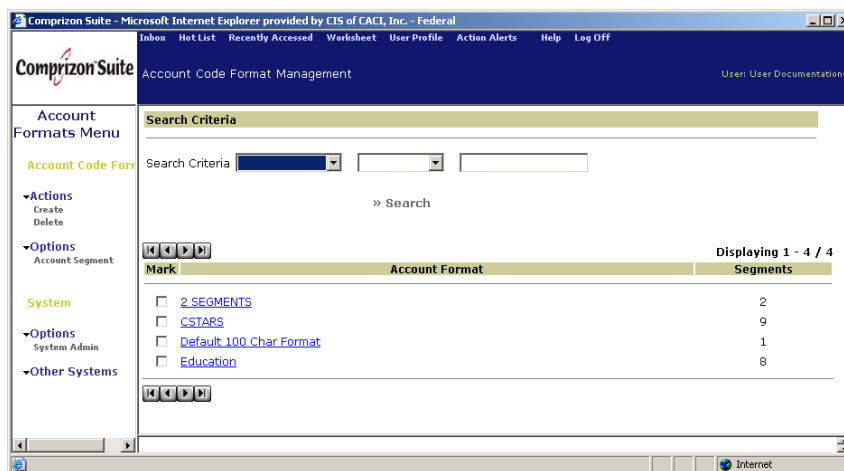 Comprizon Suite - Microsoft Internet Explorer provided by CIS of CACI, Inc. - Federal
Inbox HotList Recently Accessed Worksheet User Profile Action Alerts Help Log Off
Comprizon Suite
Account Code Format Management
User: User Documentation
Account
Formats Menu
Account Code Forr
Actions
Create
Delete
Options
Account Segment
System
Options
System Admin
Other Systems
Search Criteria
Search Criteria
» Search
Displaying 1 - 4 / 4
Mark Account Format Segments
2 SEGMENTS 2
CSTARS 9
Default 100 Char Format 1
Education 8
Internet